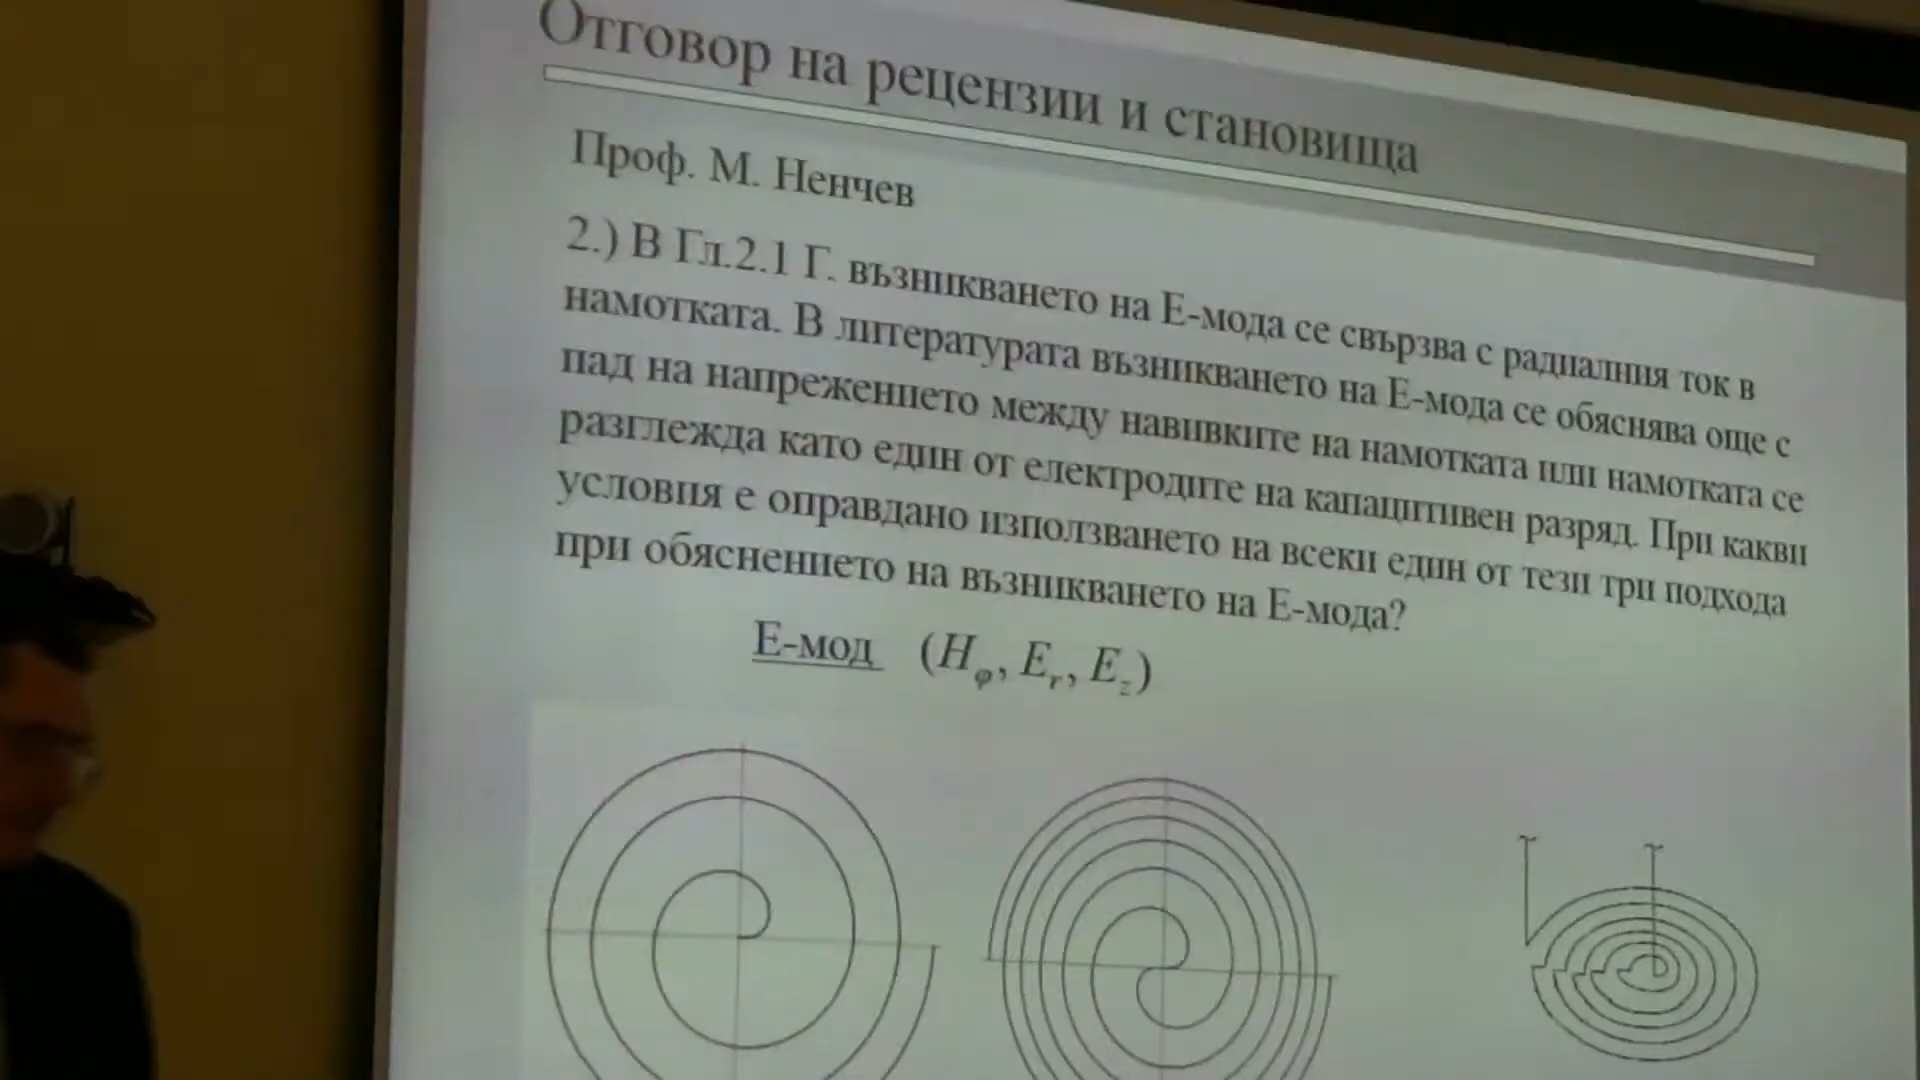 Отговор на рецензии и становища
Проф. М. Ненчев
2.) В Гл.2.1 Г. възникването на Е-мода се свързва с радиалния ток в
намотката. В литературата възникването на Е-мода се обяснява още с
пад на напрежението между навивките на намотката или намотката се
разглежда като един от електродите на капацитивен разряд. При какви
условия е оправдано използването на всеки един от тези три подхода
при обяснението на възникването на Е-мода?
Е-мод (H_φ, E_r, E_z)